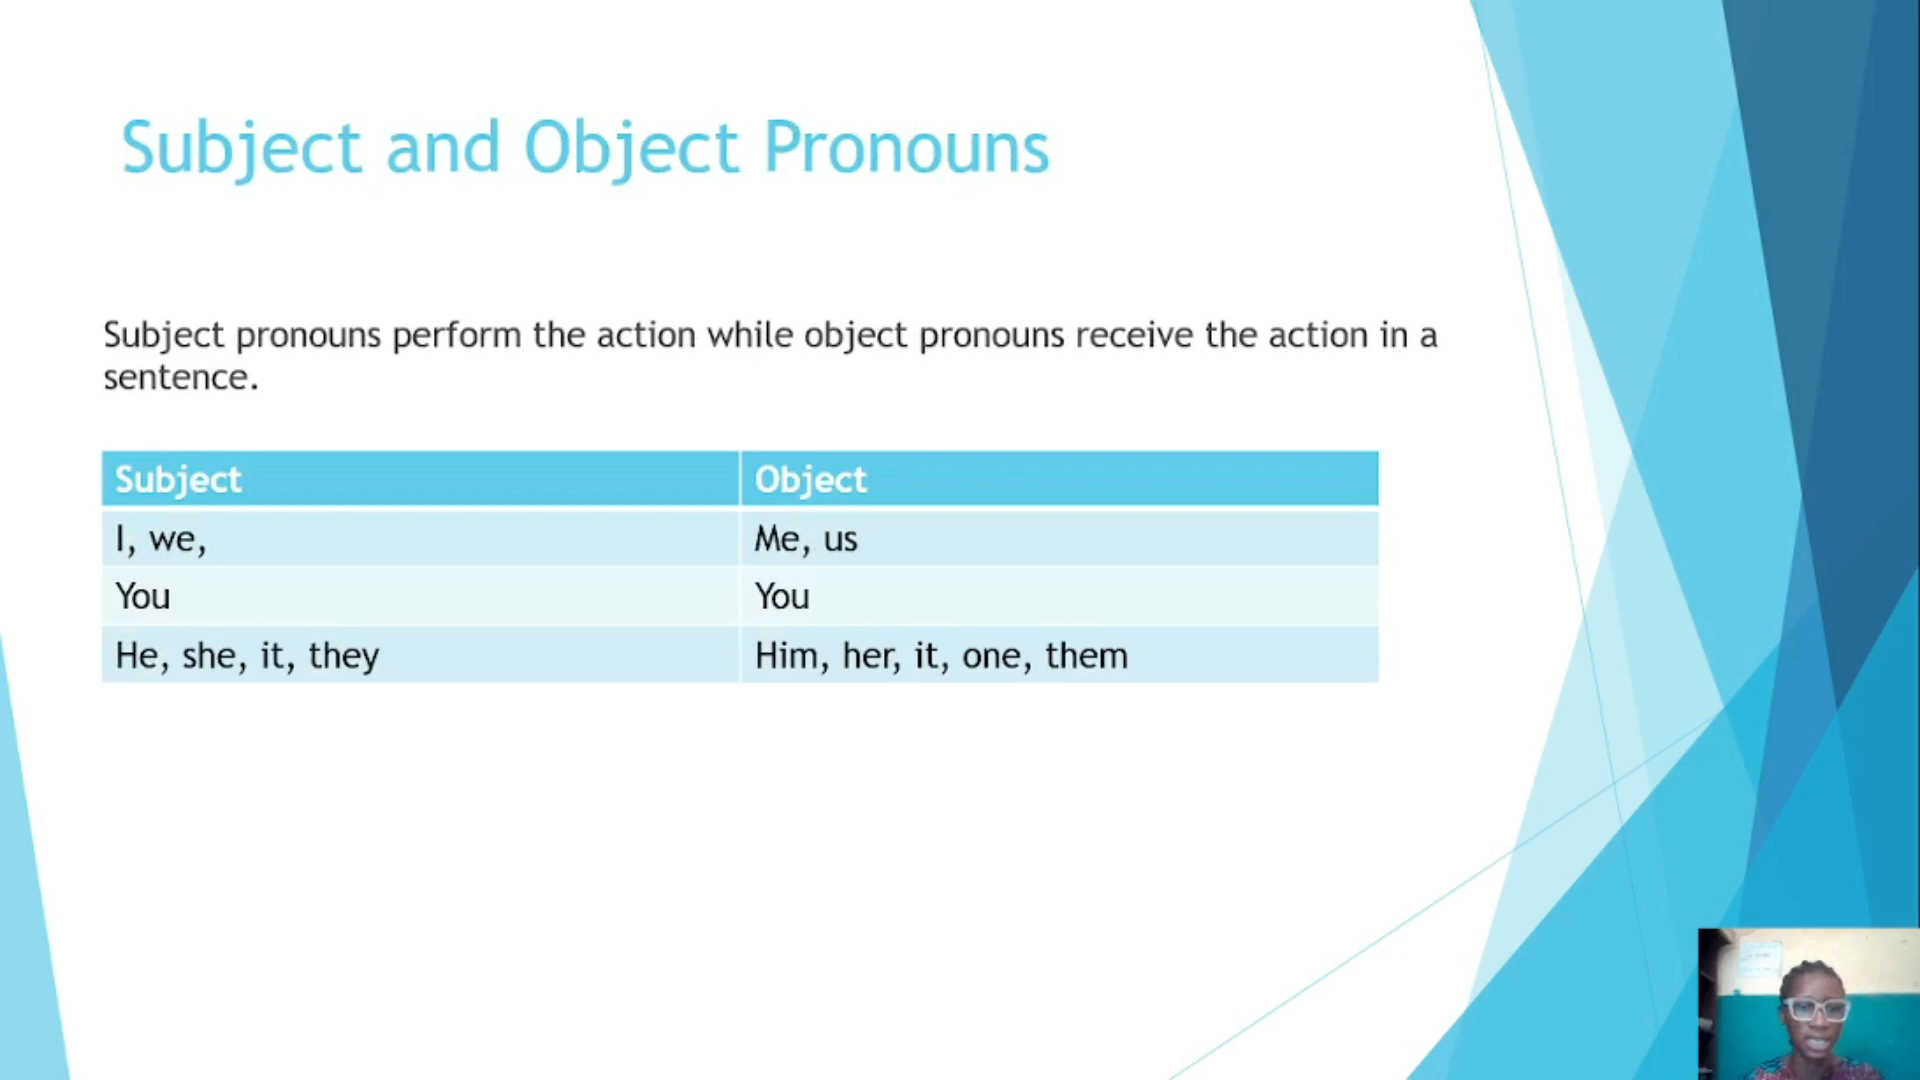 Subject and Object Pronouns
Subject pronouns perform the action while object pronouns receive the action in a
sentence.
Subject Object
I, we, Me, us
You You
He, she, it, they Him, her, it, one, them